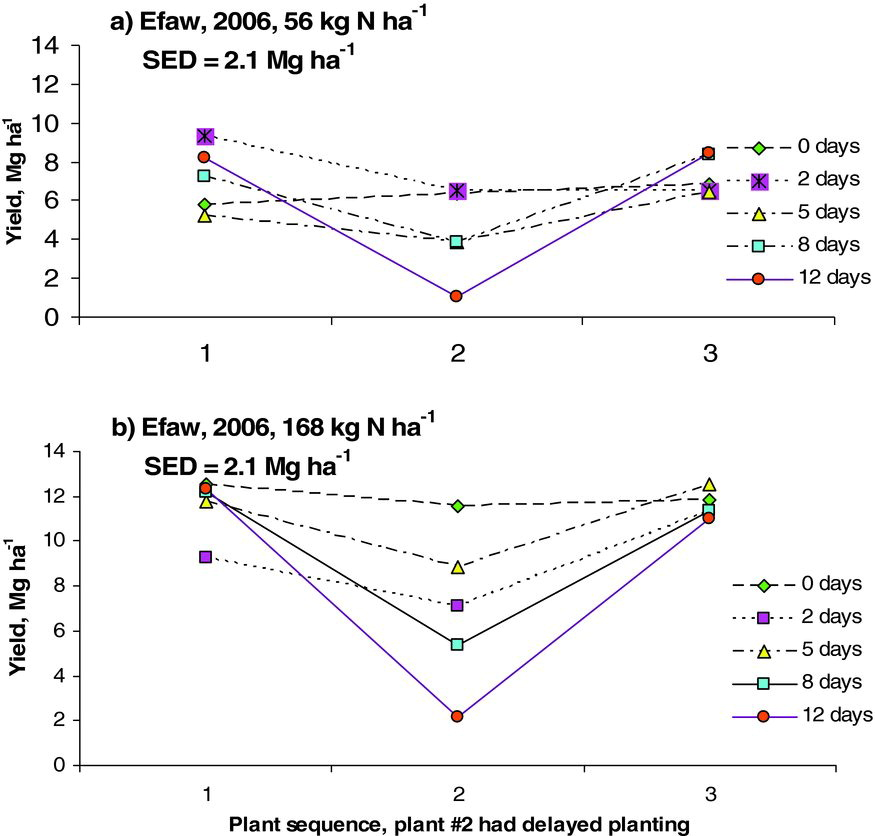 a) Efaw, 2006, 56 kg N ha-1
SED = 2.1 Mg ha-1
Yield, Mg ha-1
14
12
10
8
6
4
2
0
1 2 3
0 days
2 days
5 days
8 days
12 days
b) Efaw, 2006, 168 kg N ha-1
SED = 2.1 Mg ha-1
Yield, Mg ha-1
14
12
10
8
6
4
2
0
1 2 3
0 days
2 days
5 days
8 days
12 days
Plant sequence, plant #2 had delayed planting